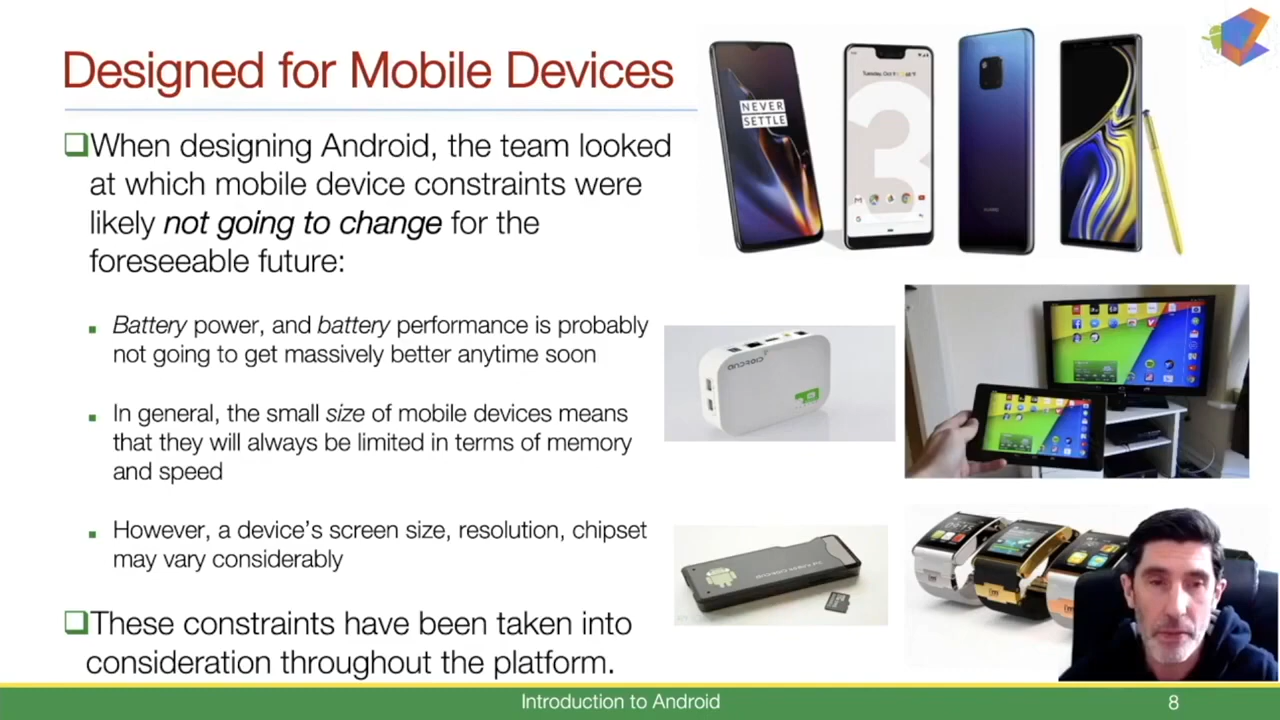 Designed for Mobile Devices
When designing Android, the team looked
at which mobile device constraints were
likely not going to change for the
foreseeable future:
Battery power, and battery performance is probably
not going to get massively better anytime soon
In general, the small size of mobile devices means
that they will always be limited in terms of memory
and speed
However, a device's screen size, resolution, chipset
may vary considerably
These constraints have been taken into
consideration throughout the platform.
NEVER
SETTLE
3
HUAWEI
ANDROID
Introduction to Android
8